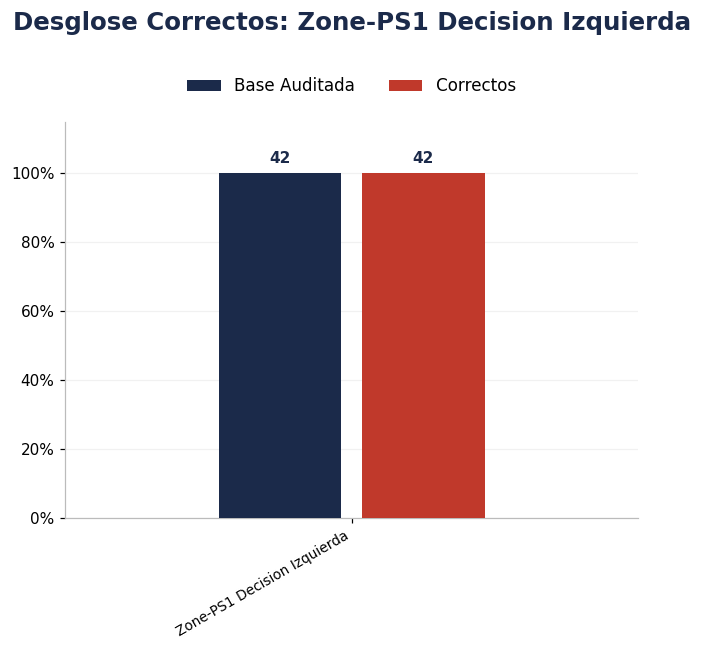 Desglose Correctos: Zone-PS1 Decision Izquierda
Base Auditada
Correctos
42
42
100%
80%
60%
40%
20%
0%
Zone-PS1 Decision Izquierda